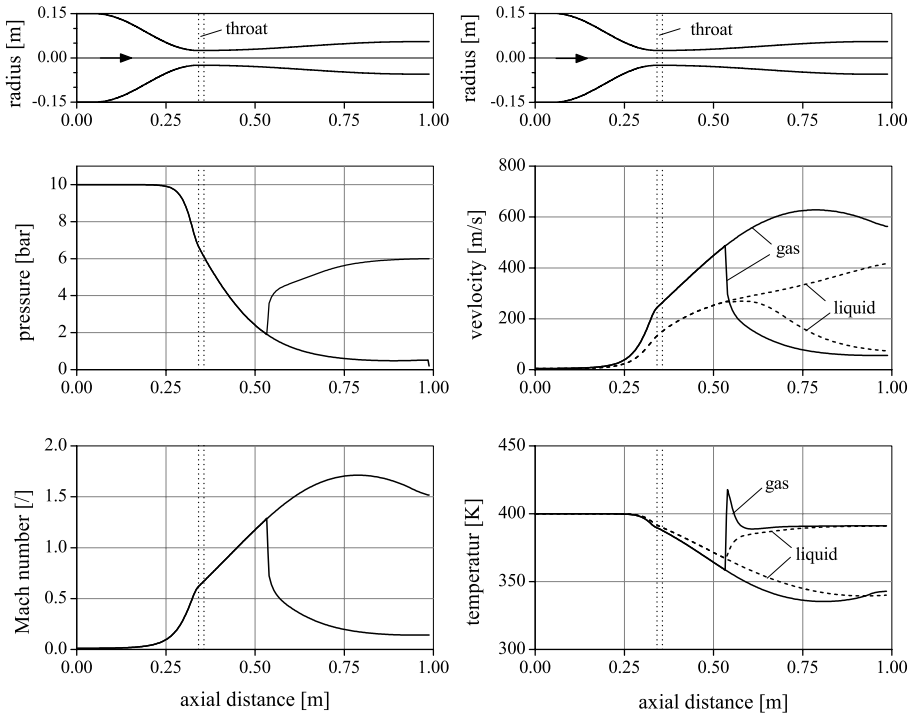 radius [m]
0.15
0.00
-0.15
throat
0.00 0.25 0.50 0.75 1.00
radius [m]
0.15
0.00
-0.15
throat
0.00 0.25 0.50 0.75 1.00
pressure [bar]
10
8
6
4
2
0
0.00 0.25 0.50 0.75 1.00
vevlocity [m/s]
800
600
400
200
0
gas
liquid
0.00 0.25 0.50 0.75 1.00
Mach number [/]
2.0
1.5
1.0
0.5
0.0
0.00 0.25 0.50 0.75 1.00
axial distance [m]
temperatur [K]
450
400
350
300
gas
liquid
0.00 0.25 0.50 0.75 1.00
axial distance [m]